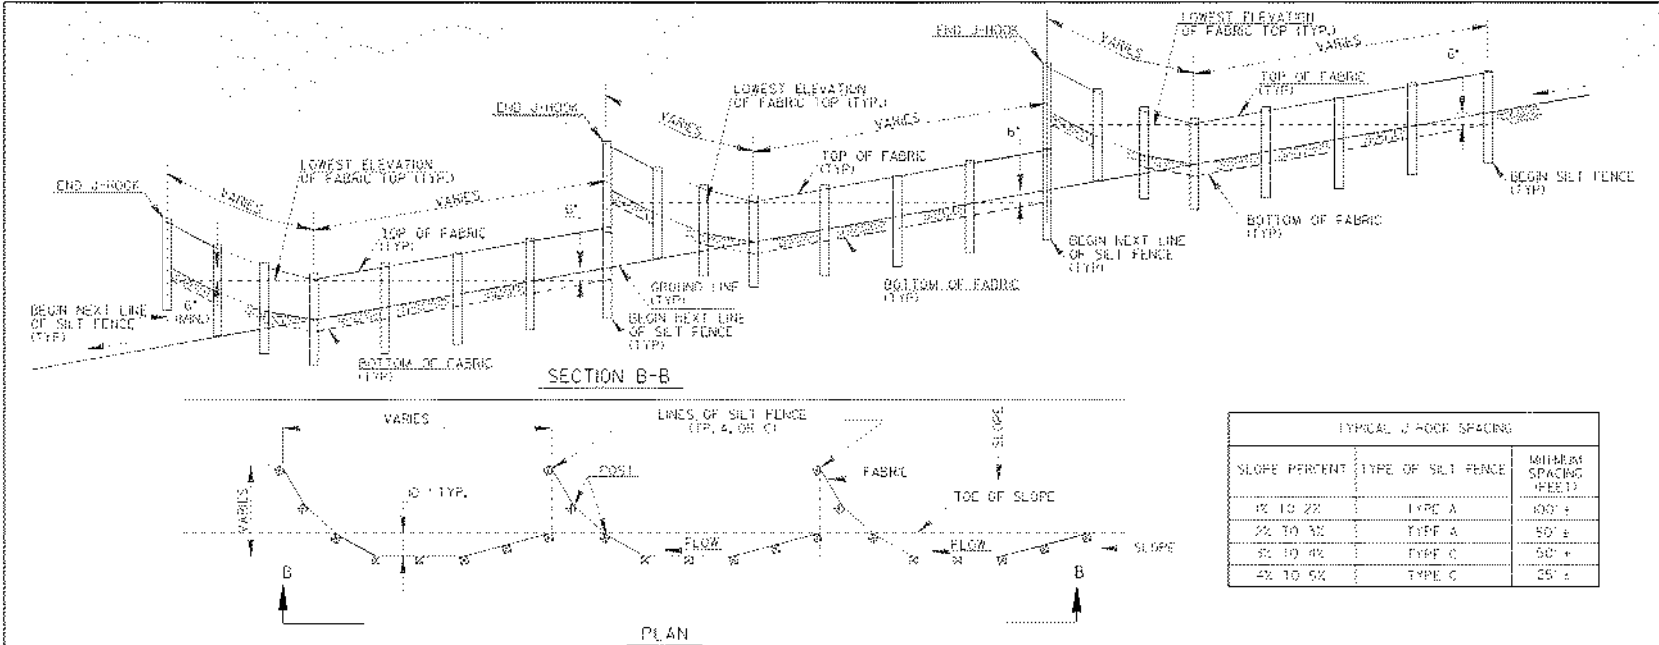 END J-HOOK
VARIES
LOWEST ELEVATION
OF FABRIC TOP (TYP.)
VARIES
6"
TOP OF FABRIC
(TYP)
BEGIN SILT FENCE
(TYP)
BOTTOM OF FABRIC
(TYP)
BEGIN NEXT LINE
OF SILT FENCE
(TYP)
END J-HOOK
VARIES
LOWEST ELEVATION
OF FABRIC TOP (TYP.)
VARIES
6"
TOP OF FABRIC
(TYP)
BOTTOM OF FABRIC
(TYP)
GROUND LINE
(TYP)
BEGIN NEXT LINE
OF SILT FENCE
(TYP)
END J-HOOK
VARIES
LOWEST ELEVATION
OF FABRIC TOP (TYP.)
VARIES
6"
TOP OF FABRIC
(TYP)
6"
(MIN.)
BEGIN NEXT LINE
OF SILT FENCE
(TYP)
BOTTOM OF FABRIC
(TYP)
SECTION B-B
VARIES
LINES OF SILT FENCE
(TP. A, OR C)
SLOPE
POST
FABRIC
VARIES
10' TYP.
TOE OF SLOPE
FLOW
FLOW
SLOPE
B
B
PLAN
TYPICAL J-HOOK SPACING
SLOPE PERCENT TYPE OF SILT FENCE MINIMUM SPACING (FEET)
1% TO 2% TYPE A 100' ±
2% TO 3% TYPE A 50' ±
3% TO 4% TYPE C 50' ±
4% TO 5% TYPE C 25' ±